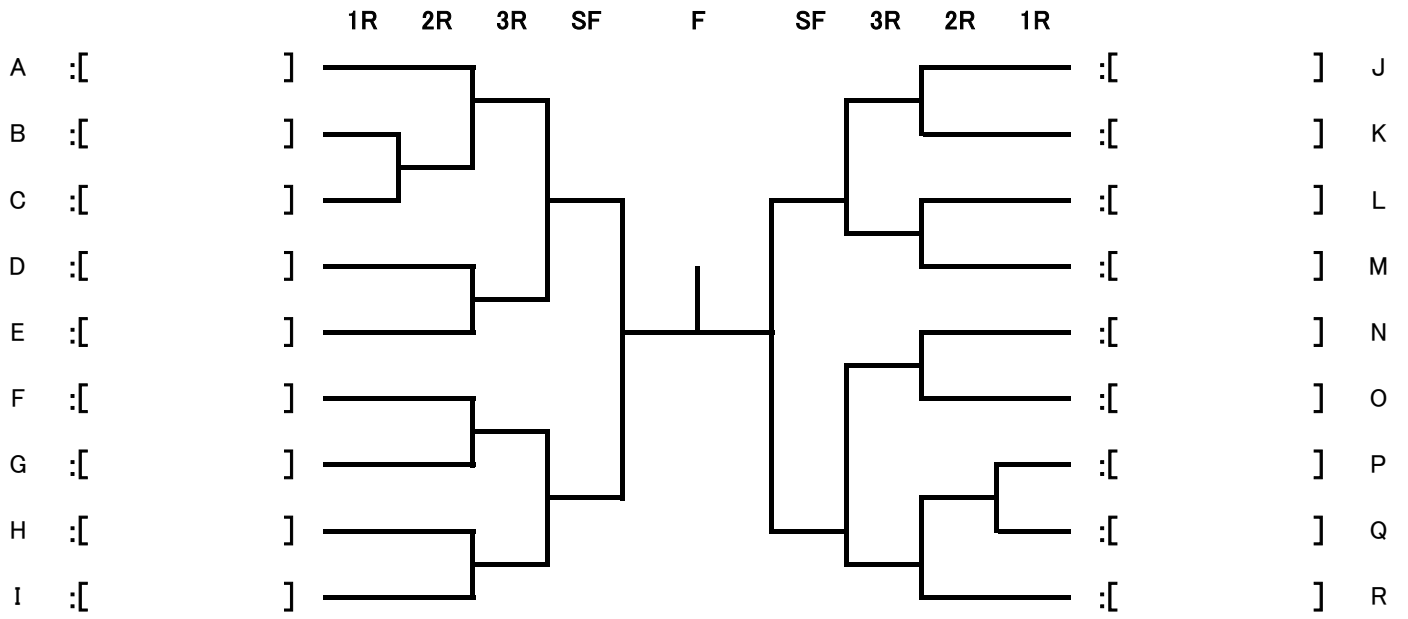 1R 2R 3R SF F SF 3R 2R 1R
A :[ ] :[ ] J
B :[ ] :[ ] K
C :[ ] :[ ] L
D :[ ] :[ ] M
E :[ ] :[ ] N
F :[ ] :[ ] O
G :[ ] :[ ] P
H :[ ] :[ ] Q
I :[ ] :[ ] R